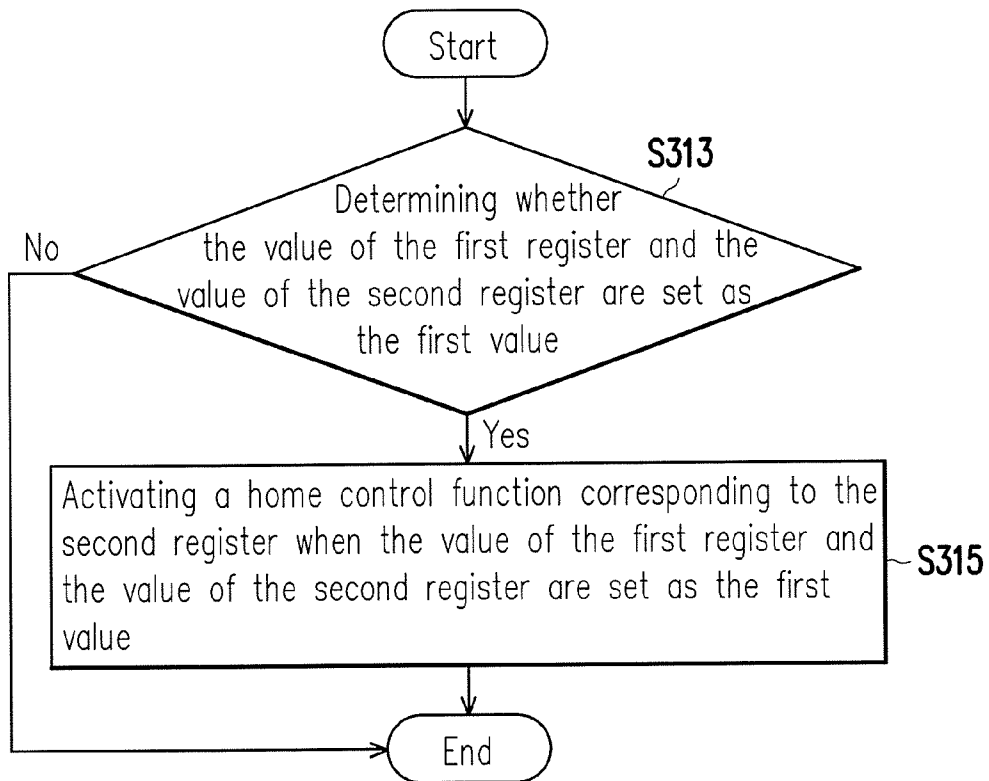 Start
S313
Determining whether
the value of the first register and the
value of the second register are set as
the first value
No
Yes
Activating a home control function corresponding to the
second register when the value of the first register and
the value of the second register are set as the first
value
S315
End